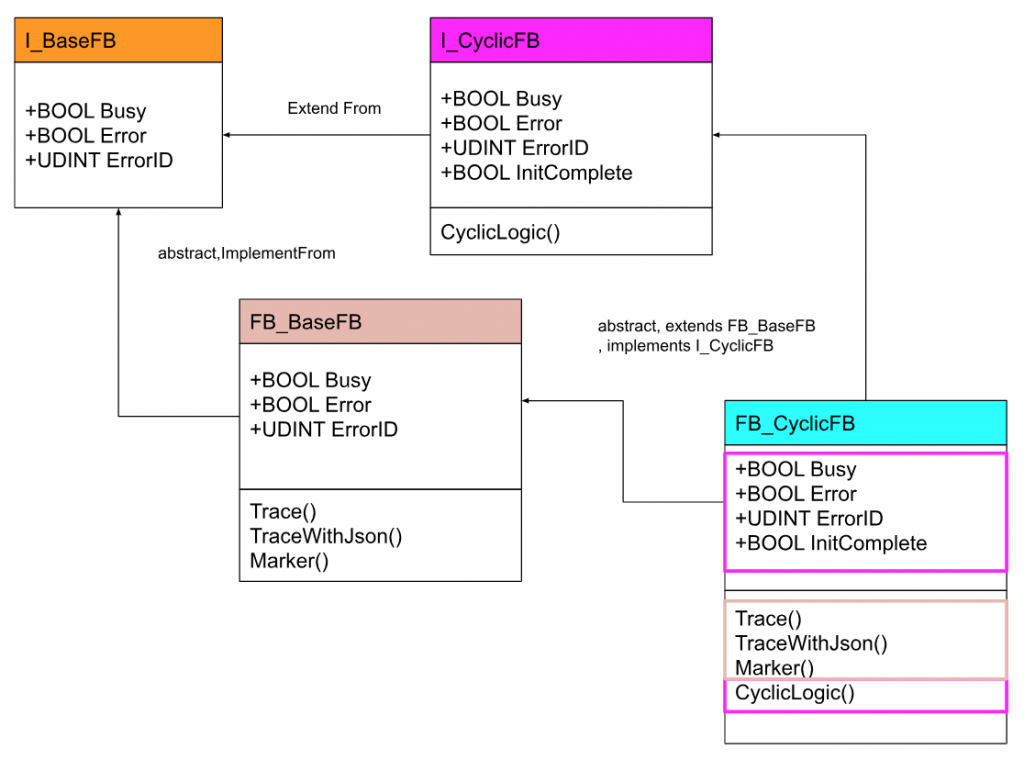 I_BaseFB
+BOOL Busy
+BOOL Error
+UDINT ErrorID
Extend From
I_CyclicFB
+BOOL Busy
+BOOL Error
+UDINT ErrorID
+BOOL InitComplete
CyclicLogic()
abstract,ImplementFrom
FB_BaseFB
+BOOL Busy
+BOOL Error
+UDINT ErrorID
Trace()
TraceWithJson()
Marker()
abstract, extends FB_BaseFB
, implements I_CyclicFB
FB_CyclicFB
+BOOL Busy
+BOOL Error
+UDINT ErrorID
+BOOL InitComplete
Trace()
TraceWithJson()
Marker()
CyclicLogic()